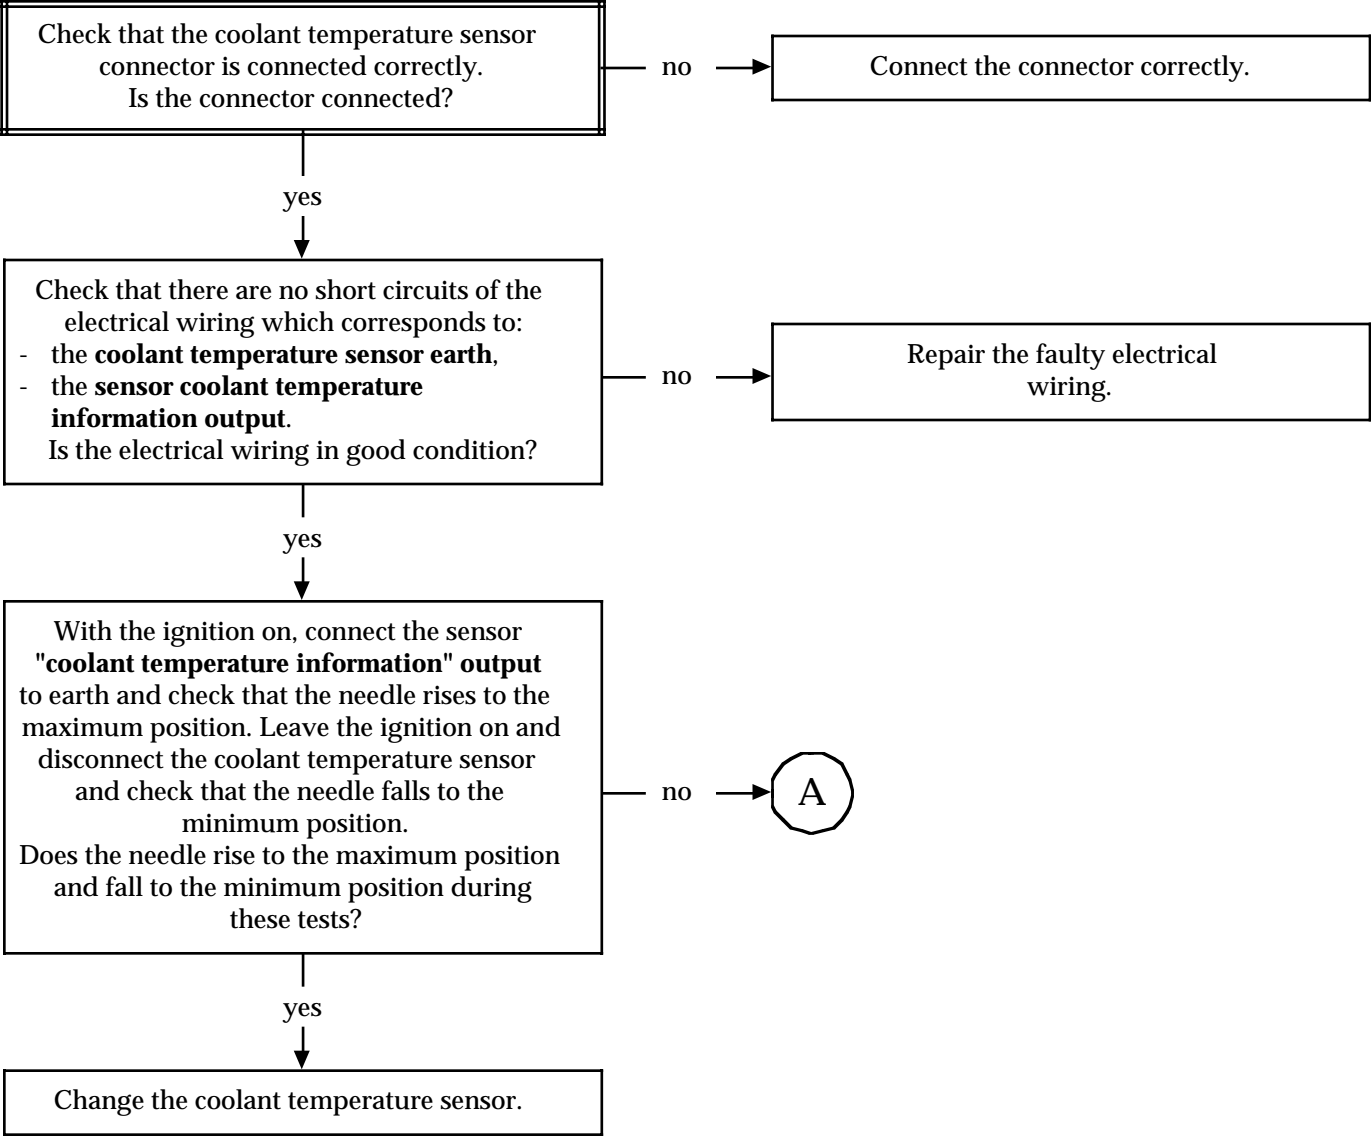 Check that the coolant temperature sensor
connector is connected correctly.
Is the connector connected?
no
Connect the connector correctly.
yes
Check that there are no short circuits of the
electrical wiring which corresponds to:
- the coolant temperature sensor earth,
- the sensor coolant temperature
information output.
Is the electrical wiring in good condition?
no
Repair the faulty electrical
wiring.
yes
With the ignition on, connect the sensor
"coolant temperature information" output
to earth and check that the needle rises to the
maximum position. Leave the ignition on and
disconnect the coolant temperature sensor
and check that the needle falls to the
minimum position.
Does the needle rise to the maximum position
and fall to the minimum position during
these tests?
no
A
yes
Change the coolant temperature sensor.